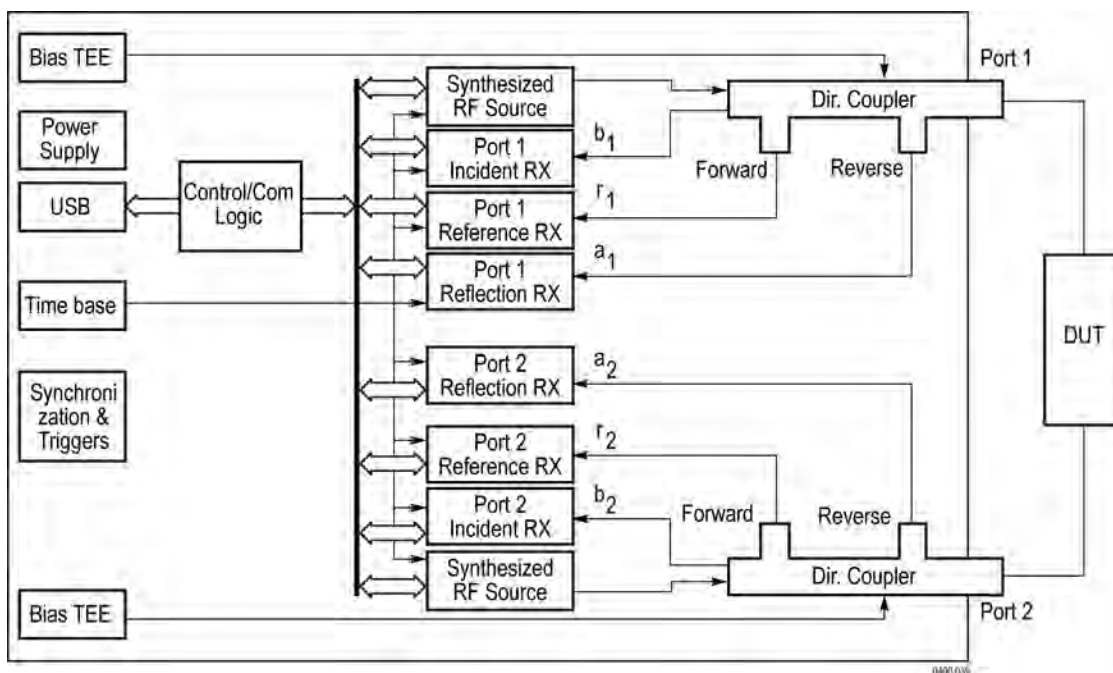 Bias TEE
Power
Supply
USB
Control/Com
Logic
Time base
Synchroni
zation &
Triggers
Bias TEE
Synthesized
RF Source
Port 1
Incident RX
Port 1
Reference RX
Port 1
Reflection RX
Port 2
Reflection RX
Port 2
Reference RX
Port 2
Incident RX
Synthesized
RF Source
b1
r1
a1
a2
r2
b2
Port 1
Dir. Coupler
Forward
Reverse
DUT
Forward
Reverse
Dir. Coupler
Port 2